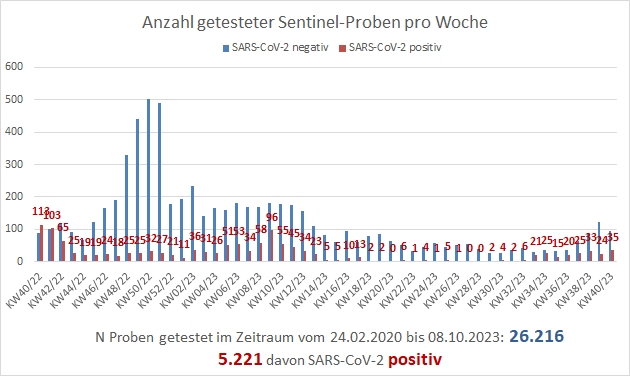 Anzahl getesteter Sentinel-Proben pro Woche
SARS-CoV-2 negativ SARS-CoV-2 positiv
600
500
400
300
200
100
0
113 103 65 25 19 19 24 18 25 25 32 27 21 11 36 31 26 51 53 34 58 96 55 45 34 23 5 5 10 13 2 2 0 6 1 4 1 5 1 0 2 4 2 6 21 25 15 20 25 33 24 35
KW40/22 KW42/22 KW44/22 KW46/22 KW48/22 KW50/22 KW52/22 KW02/23 KW04/23 KW06/23 KW08/23 KW10/23 KW12/23 KW14/23 KW16/23 KW18/23 KW20/23 KW22/23 KW24/23 KW26/23 KW28/23 KW30/23 KW32/23 KW34/23 KW36/23 KW38/23 KW40/23
N Proben getestet im Zeitraum vom 24.02.2020 bis 08.10.2023: 26.216
5.221 davon SARS-CoV-2 positiv